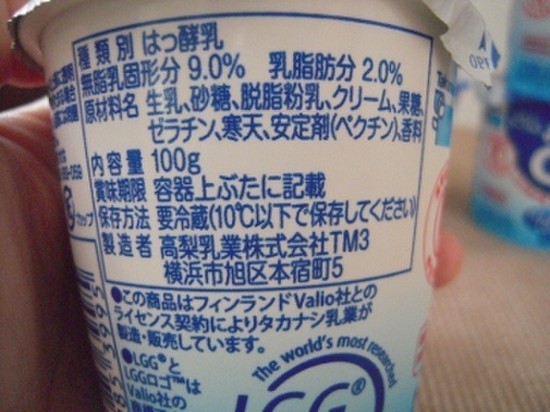 種類別 はっ酵乳
無脂乳固形分 9.0% 乳脂肪分 2.0%
原材料名 生乳、砂糖、脱脂粉乳、クリーム、果糖、
ゼラチン、寒天、安定剤(ペクチン)、香料
内容量 100g
賞味期限 容器上ぶたに記載
保存方法 要冷蔵(10℃以下で保存してください)
製造者 高梨乳業株式会社TM3
横浜市旭区本宿町5
●この商品はフィンランドValio社との
ライセンス契約によりタカナシ乳業が
製造・販売しています。
●LGG®と
LGGロゴ™は
Valio社の
The world's most researched
LGG®
カップ